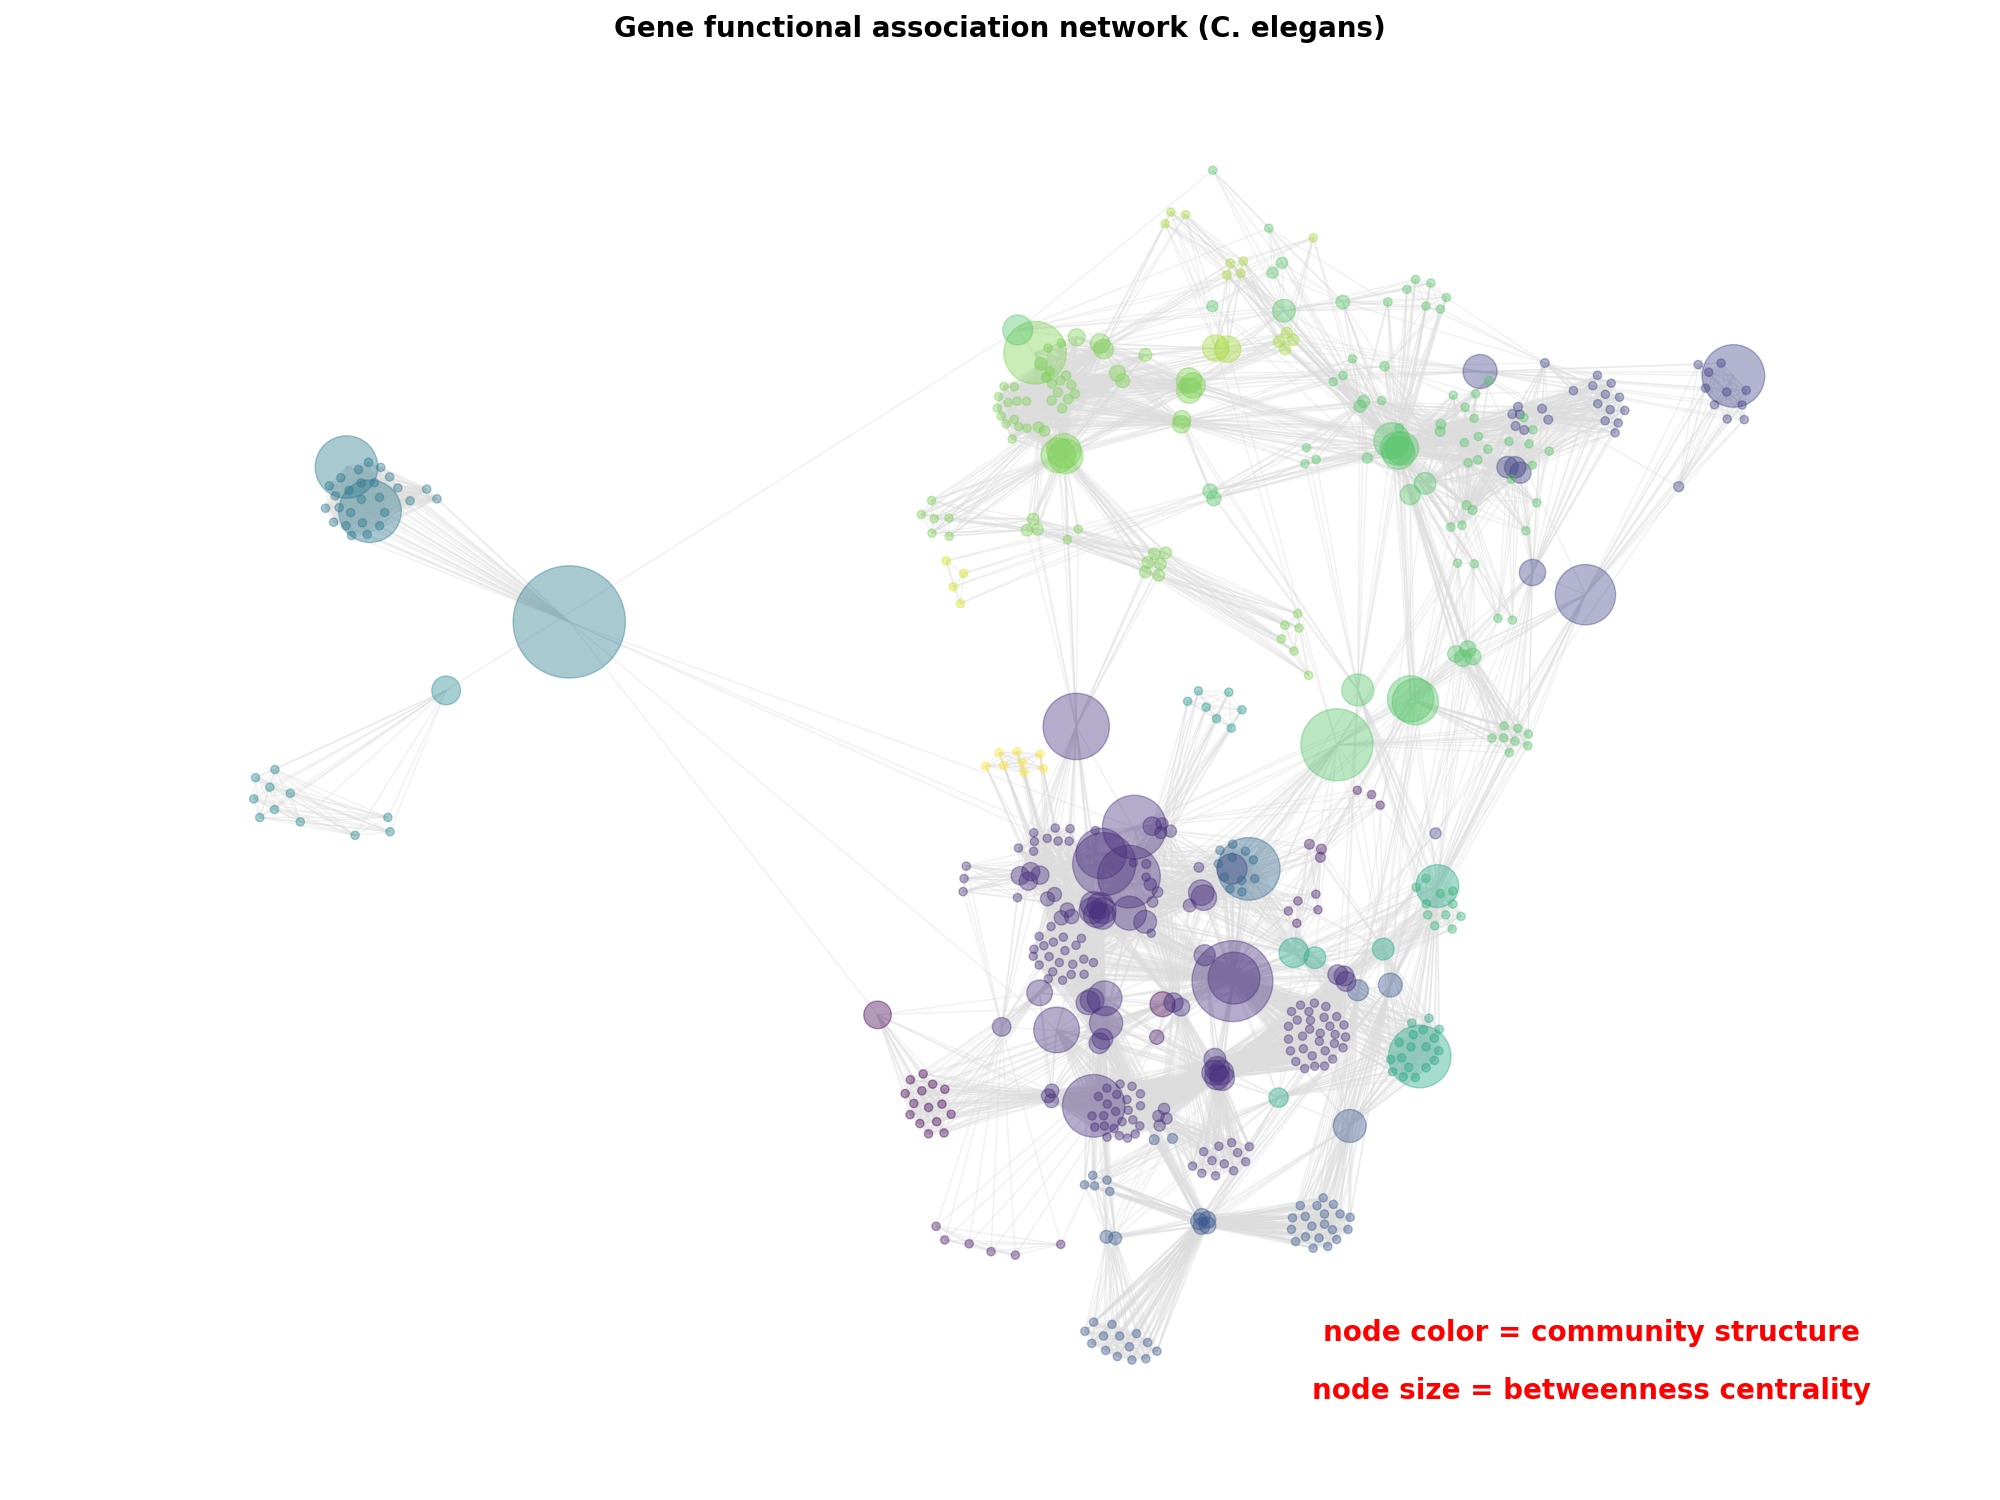 Gene functional association network (C. elegans)
node color = community structure
node size = betweenness centrality